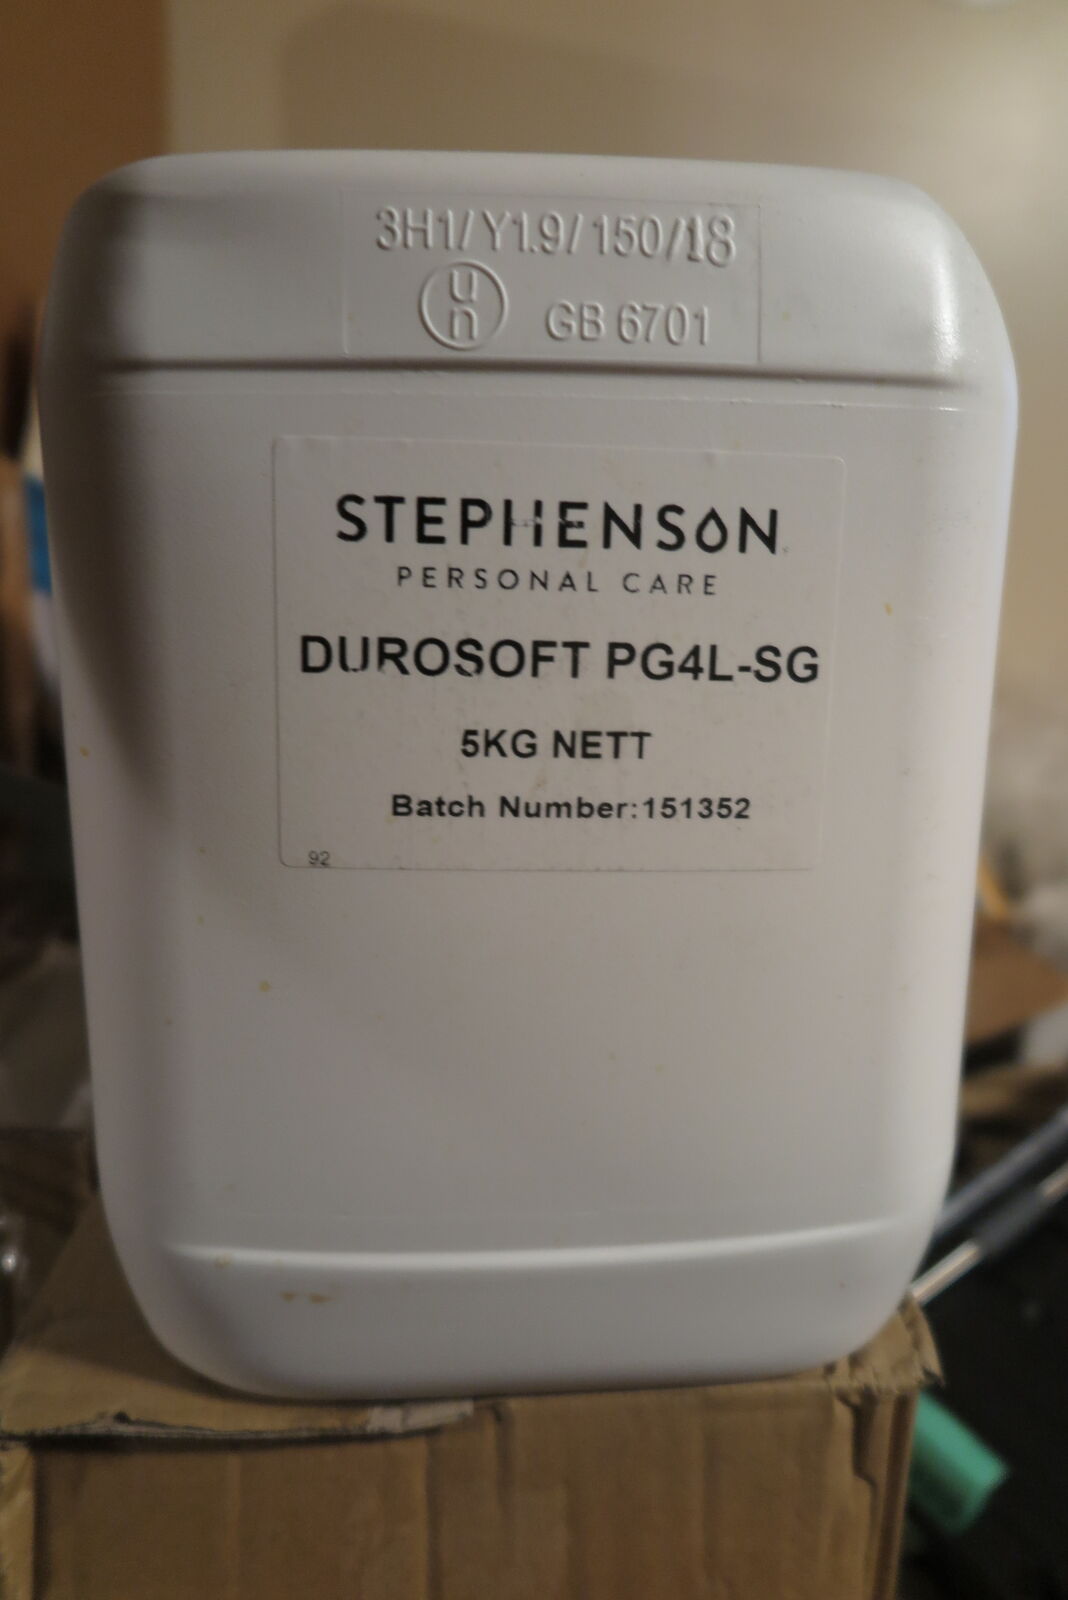 3H1/Y1.9/150/18
un GB 6701
STEPHENSON
PERSONAL CARE
DUROSOFT PG4L-SG
5KG NETT
Batch Number:151352
92